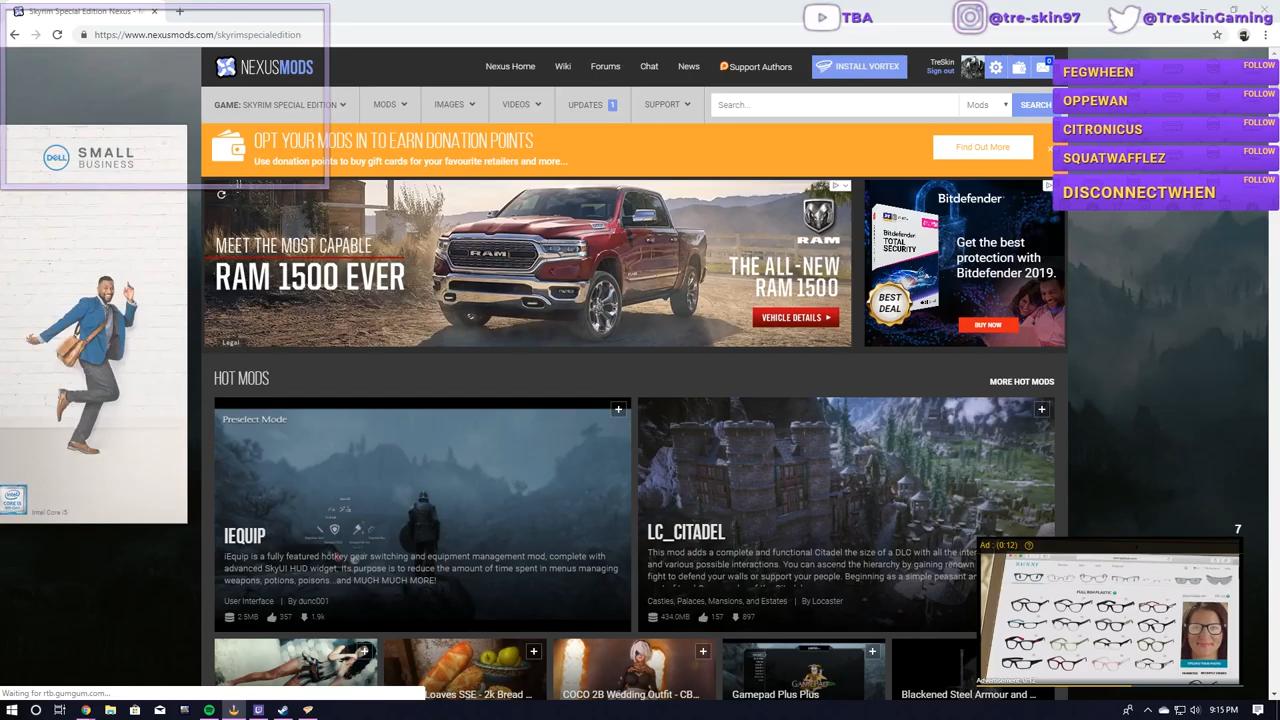 Skyrim Special Edition Nexus - M
TBA
@tre-skin97
@TreSkinGaming
https://www.nexusmods.com/skyrimspecialedition
NEXUSMODS
Nexus Home
Wiki
Forums
Chat
News
Support Authors
INSTALL VORTEX
TreSkin
Sign out
0
GAME: SKYRIM SPECIAL EDITION
MODS
IMAGES
VIDEOS
UPDATES 1
SUPPORT
Search...
Mods
SEARCH
FEGWHEEN FOLLOW
OPPEWAN FOLLOW
CITRONICUS FOLLOW
SQUATWAFFLEZ FOLLOW
DISCONNECTWHEN FOLLOW
OPT YOUR MODS IN TO EARN DONATION POINTS
Use donation points to buy gift cards for your favourite retailers and more...
Find Out More
DELL
SMALL
BUSINESS
MEET THE MOST CAPABLE
RAM 1500 EVER
RAM
RAM
THE ALL-NEW
RAM 1500
VEHICLE DETAILS
Legal
Bitdefender
Bitdefender
TOTAL
SECURITY
Get the best
protection with
Bitdefender 2019.
BEST
DEAL
BUY NOW
HOT MODS
MORE HOT MODS
Preselect Mode
IEQUIP
iEquip is a fully featured hotkey gear switching and equipment management mod, complete with
advanced SkyUI HUD widget. Its purpose is to reduce the amount of time spent in menus managing
weapons, potions, poisons...and MUCH MUCH MORE!
User Interface | By dunc001
2.5MB 357 1.9k
LC_CITADEL
This mod adds a complete and functional Citadel the size of a DLC with all the inter
and various possible interactions. You can ascend the hierarchy by gaining renown
fight to defend your walls or support your people. Beginning as a simple peasant an
Castles, Palaces, Mansions, and Estates | By Locaster
434.0MB 157 897
7
Ad : (0:12)
FULL RIM PLASTIC
Intel Core i5
Loaves SSE - 2k Bread ...
COCO 2B Wedding Outfit - CB...
GAMEPAD
Gamepad Plus Plus
Blackened Steel Armour and ...
Waiting for rtb.gumgum.com...
9:15 PM